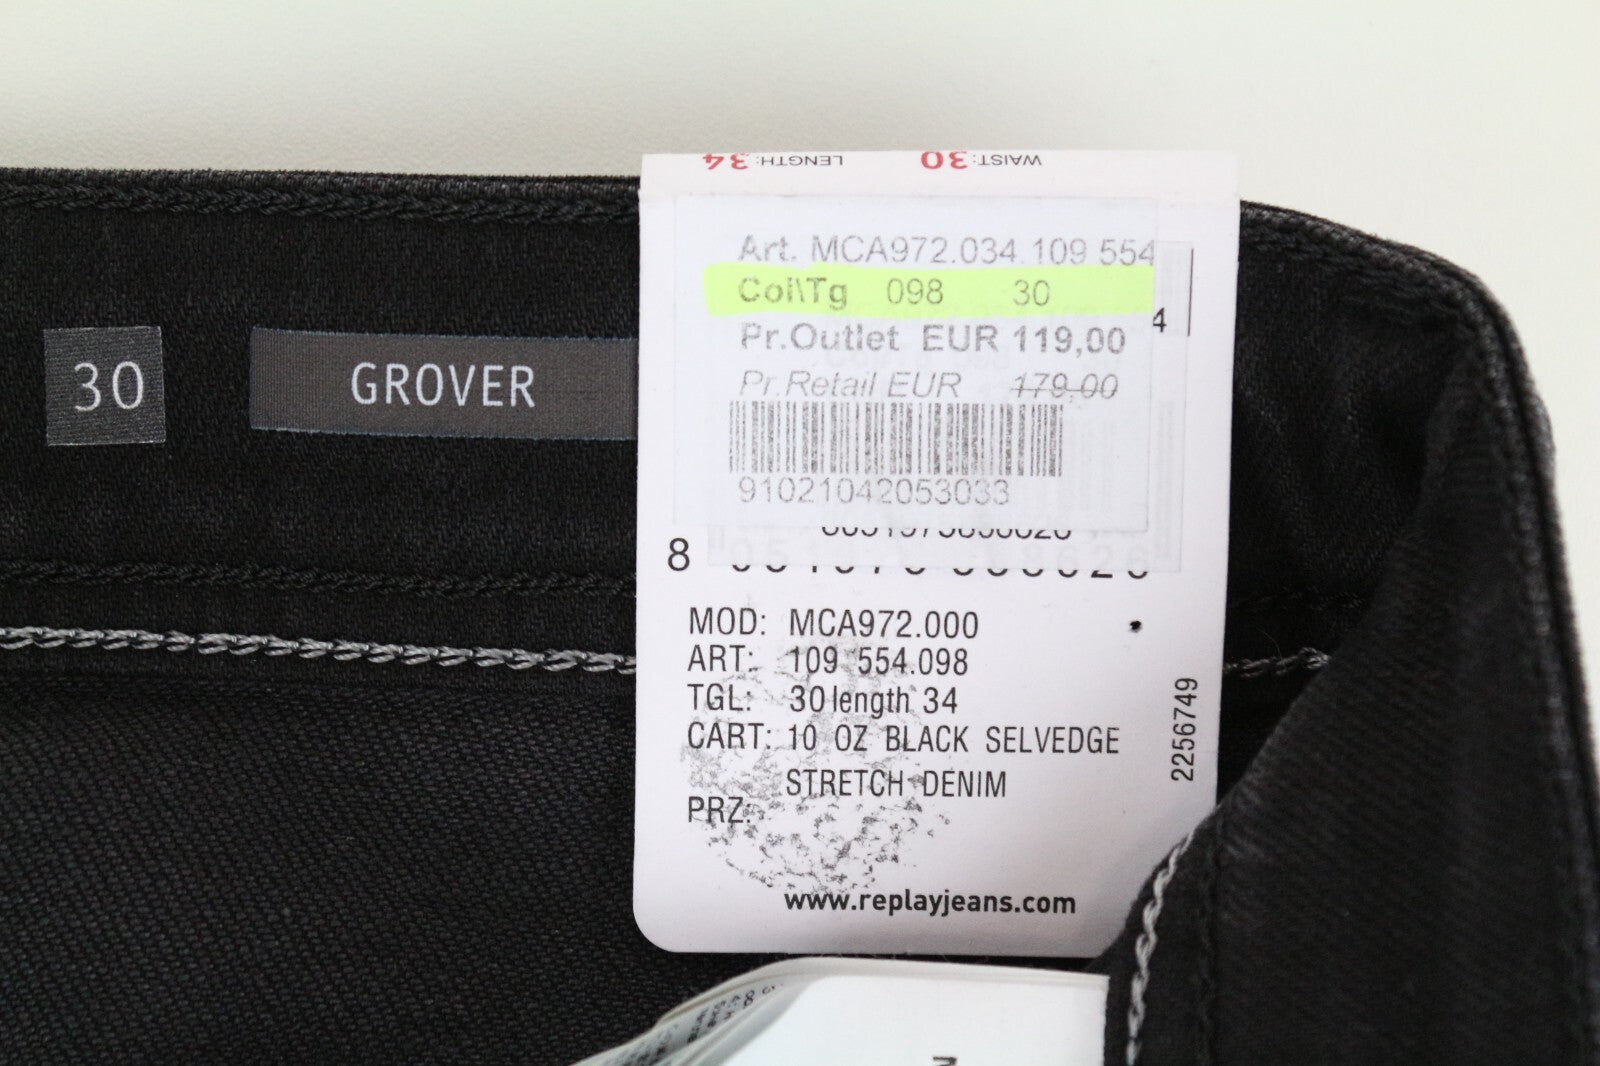 WAIST: 30 LENGTH: 34
Art. MCA972.034.109 554
Col\Tg 098 30
4
Pr.Outlet EUR 119,00
Pr.Retail EUR 179,00
91021042053033
8
30
GROVER
MOD: MCA972.000
ART: 109 554.098
TGL: 30 length 34
CART: 10 OZ BLACK SELVEDGE
STRETCH DENIM
PRZ:
2256749
www.replayjeans.com